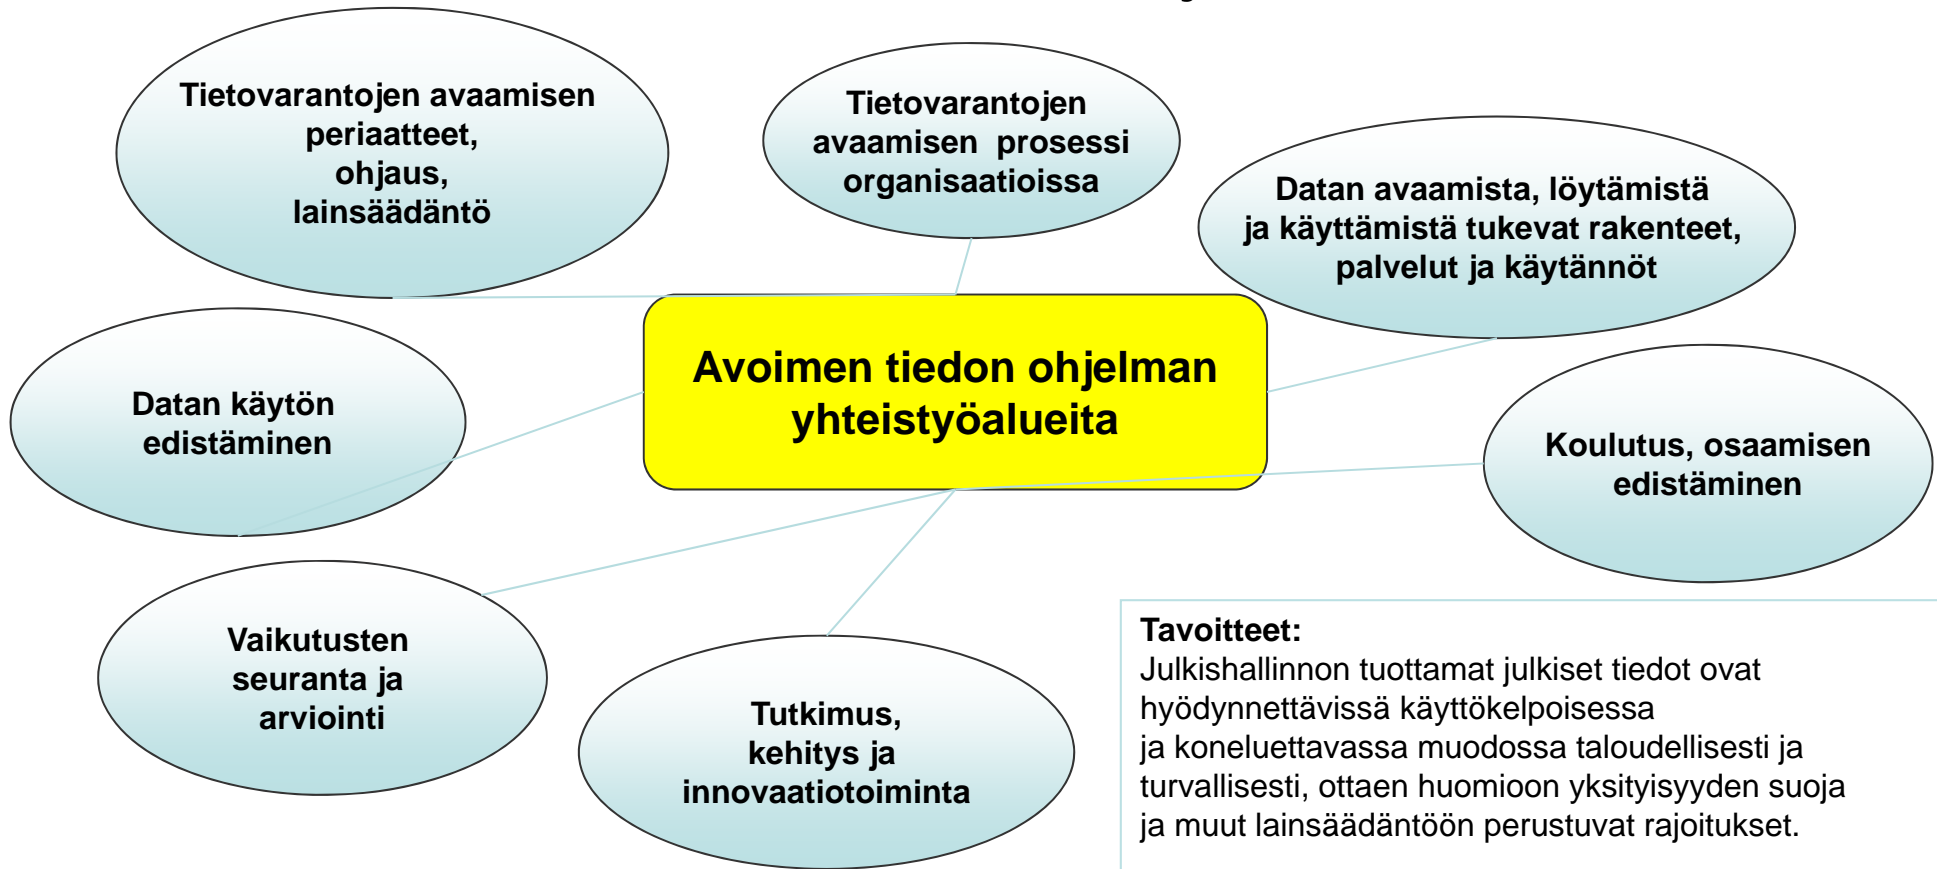 Tietovarantojen avaamisen
periaatteet,
ohjaus,
lainsäädäntö
Tietovarantojen
avaamisen prosessi
organisaatioissa
Datan avaamista, löytämistä
ja käyttämistä tukevat rakenteet,
palvelut ja käytännöt
Avoimen tiedon ohjelman
yhteistyöalueita
Datan käytön
edistäminen
Koulutus, osaamisen
edistäminen
Vaikutusten
seuranta ja
arviointi
Tutkimus,
kehitys ja
innovaatiotoiminta
Tavoitteet:
Julkishallinnon tuottamat julkiset tiedot ovat
hyödynnettävissä käyttökelpoisessa
ja koneluettavassa muodossa taloudellisesti ja
turvallisesti, ottaen huomioon yksityisyyden suoja
ja muut lainsäädäntöön perustuvat rajoitukset.